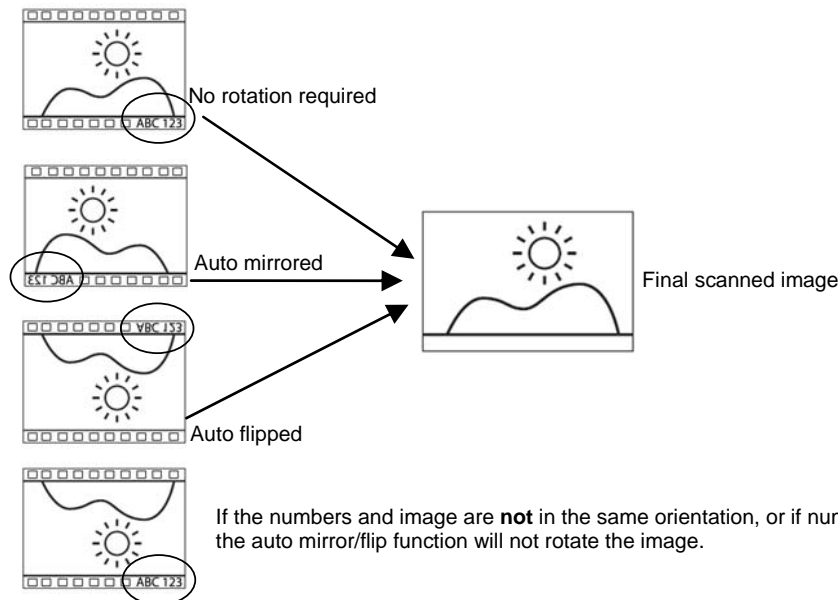 ABC 123
No rotation required
Auto mirrored
ABC 123
Final scanned image
ABC 123
Auto flipped
If the numbers and image are not in the same orientation, or if
the auto mirror/flip function will not rotate the image.
ABC 123